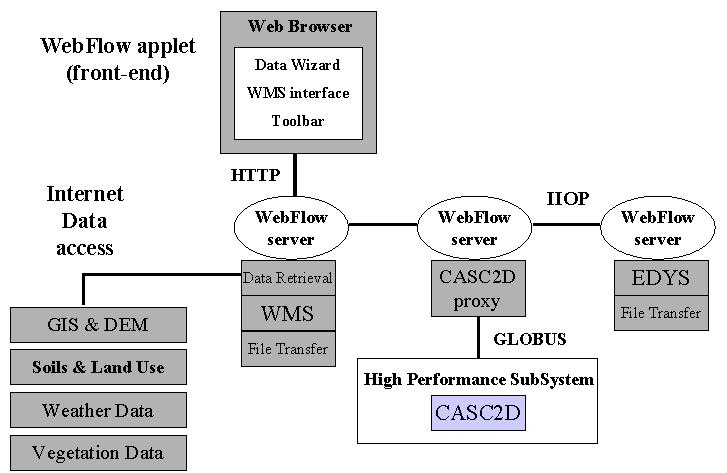 WebFlow applet
(front-end)
Web Browser
Data Wizard
WMS interface
Toolbar
HTTP
Internet
Data
access
WebFlow
server
WebFlow
server
IIOP
WebFlow
server
Data Retrieval
WMS
File Transfer
CASC2D
proxy
EDYS
File Transfer
GIS & DEM
Soils & Land Use
Weather Data
Vegetation Data
GLOBUS
High Performance SubSystem
CASC2D